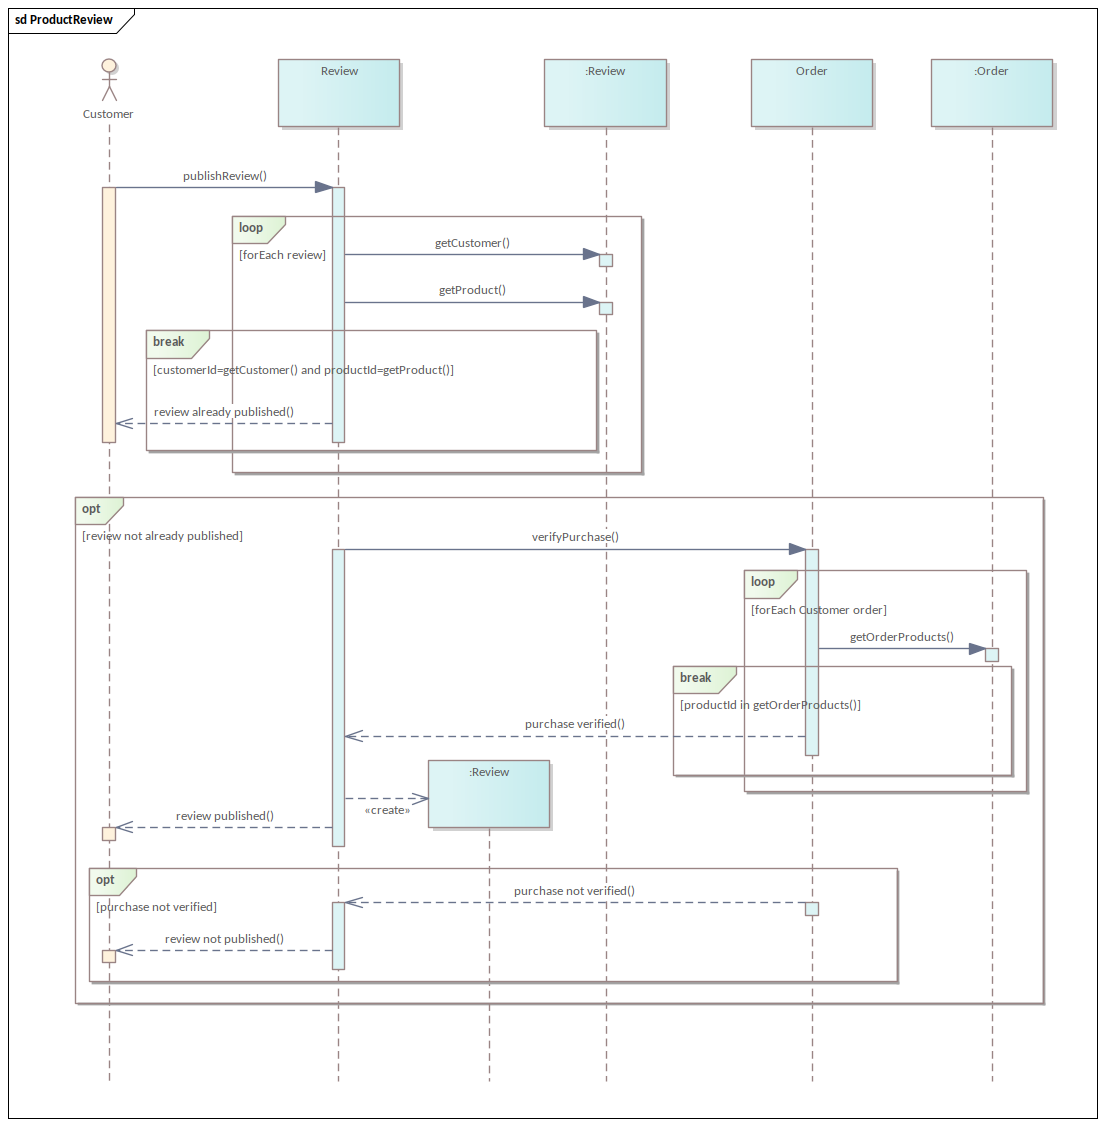 sd ProductReview
Customer
Review
:Review
Order
:Order
publishReview()
loop
[forEach review]
getCustomer()
getProduct()
break
[customerId=getCustomer() and productId=getProduct()]
review already published()
opt
[review not already published]
verifyPurchase()
loop
[forEach Customer order]
getOrderProducts()
break
[productId in getOrderProducts()]
purchase verified()
:Review
«create»
review published()
opt
[purchase not verified]
purchase not verified()
review not published()